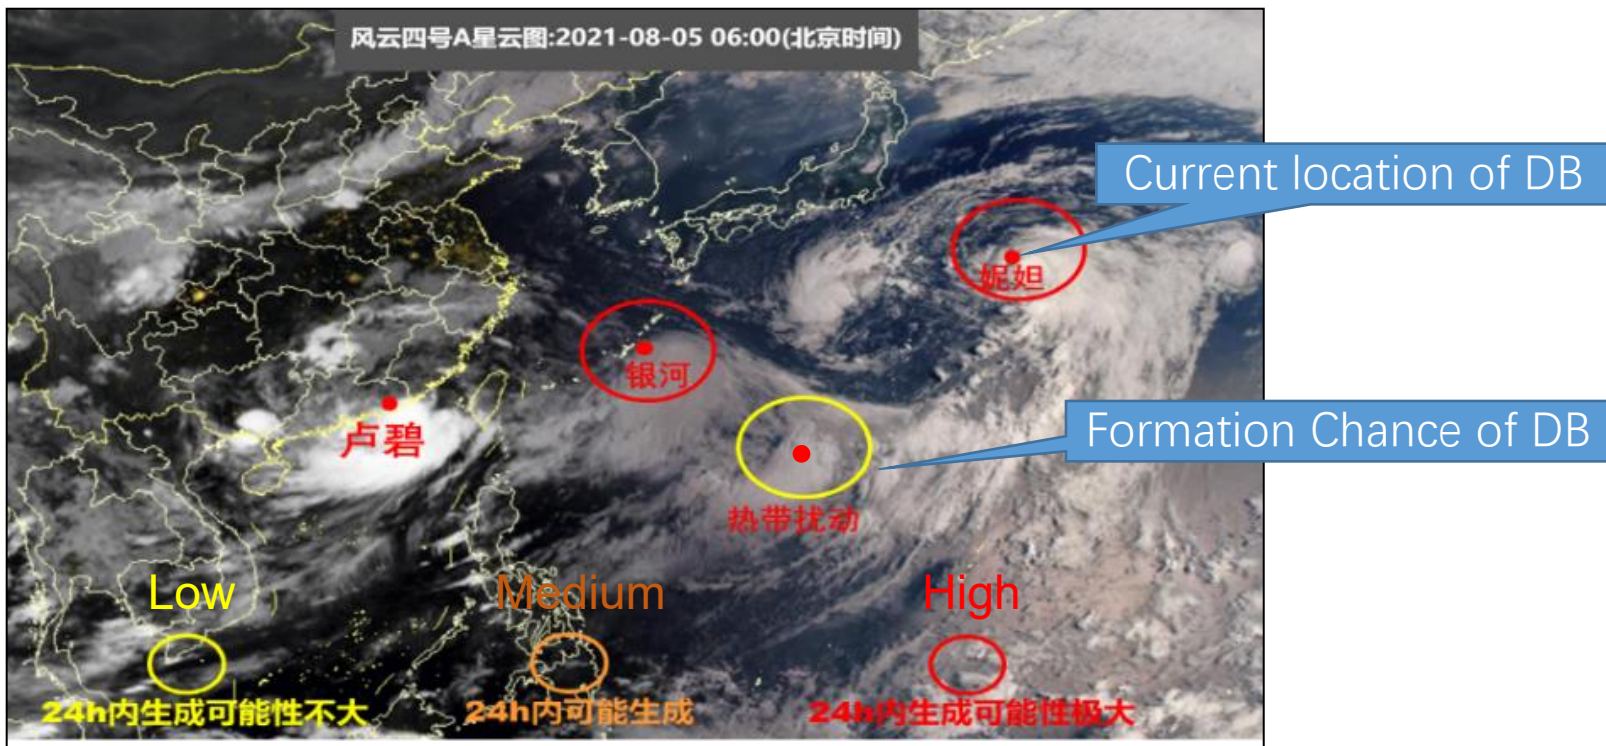 风云四号A星云图:2021-08-05 06:00(北京时间)
Current location of DB
妮妲
银河
卢碧
Formation Chance of DB
热带扰动
Low
Medium
High
24h内生成可能性不大
24h内可能生成
24h内生成可能性极大